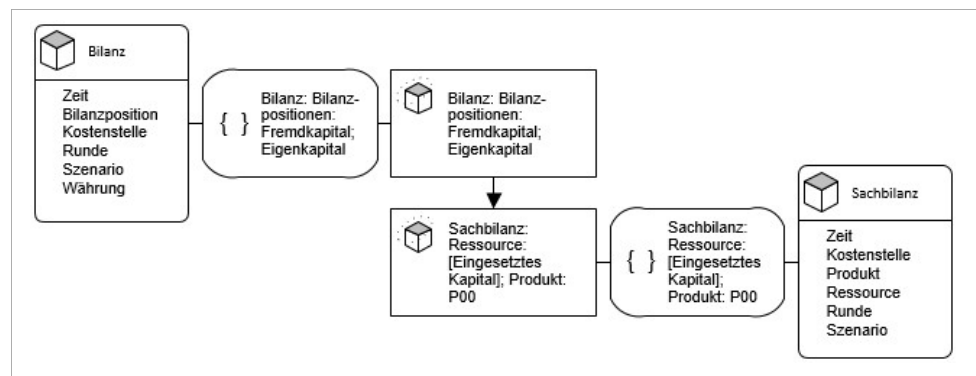 Bilanz
Zeit
Bilanzposition
Kostenstelle
Runde
Szenario
Währung
{ }
Bilanz: Bilanz-
positionen:
Fremdkapital;
Eigenkapital
Bilanz: Bilanz-
positionen:
Fremdkapital;
Eigenkapital
Sachbilanz:
Ressource:
[Eingesetztes
Kapital]; Produkt:
P00
{ }
Sachbilanz:
Ressource:
[Eingesetztes
Kapital];
Produkt: P00
Sachbilanz
Zeit
Kostenstelle
Produkt
Ressource
Runde
Szenario